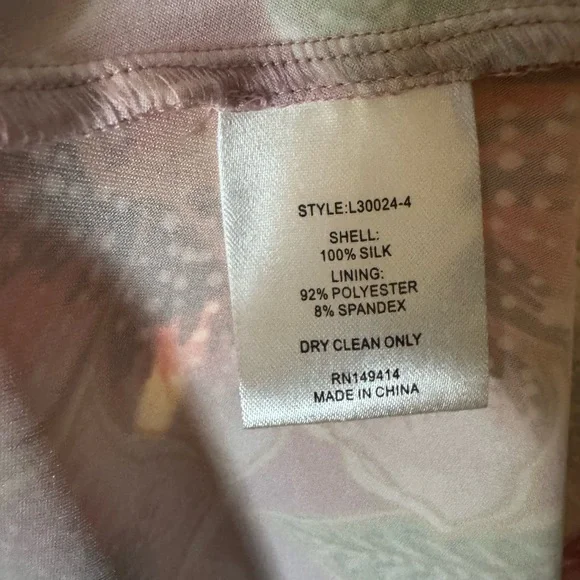 STYLE:L30024-4
SHELL:
100% SILK
LINING:
92% POLYESTER
8% SPANDEX
DRY CLEAN ONLY
RN149414
MADE IN CHINA